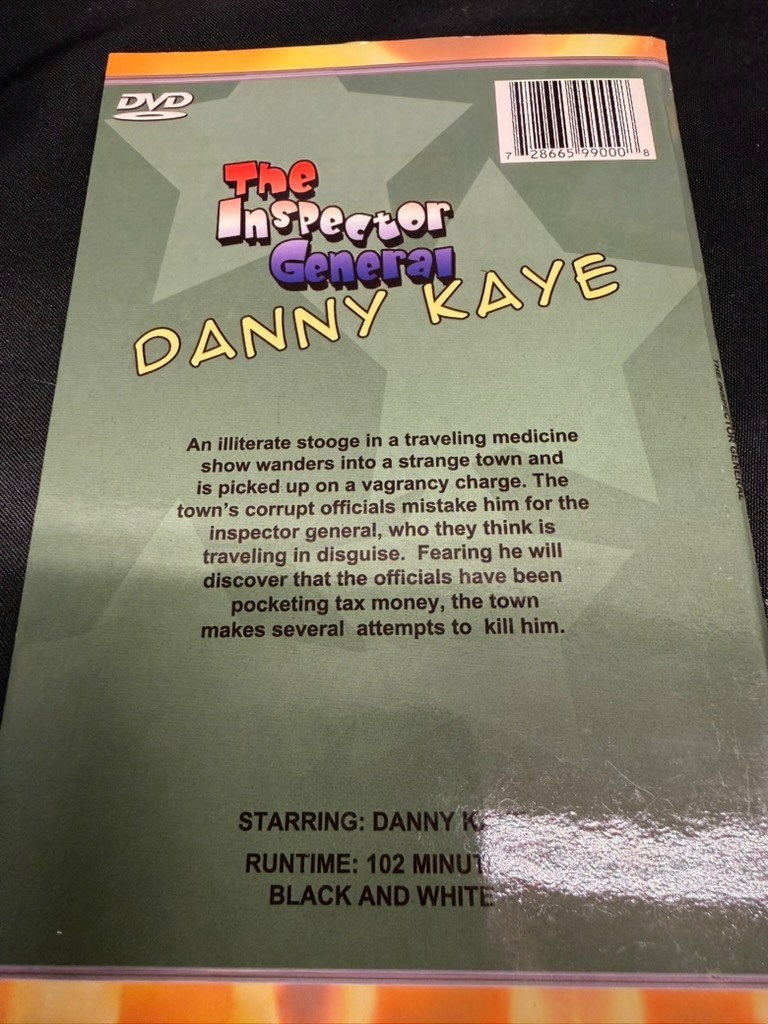 DVD
7 28665 99000 8
The
Inspector
General
DANNY KAYE
THE INSPECTOR GENERAL
An illiterate stooge in a traveling medicine
show wanders into a strange town and
is picked up on a vagrancy charge. The
town's corrupt officials mistake him for the
inspector general, who they think is
traveling in disguise. Fearing he will
discover that the officials have been
pocketing tax money, the town
makes several attempts to kill him.
STARRING: DANNY
RUNTIME: 102
BLACK AND WHITE